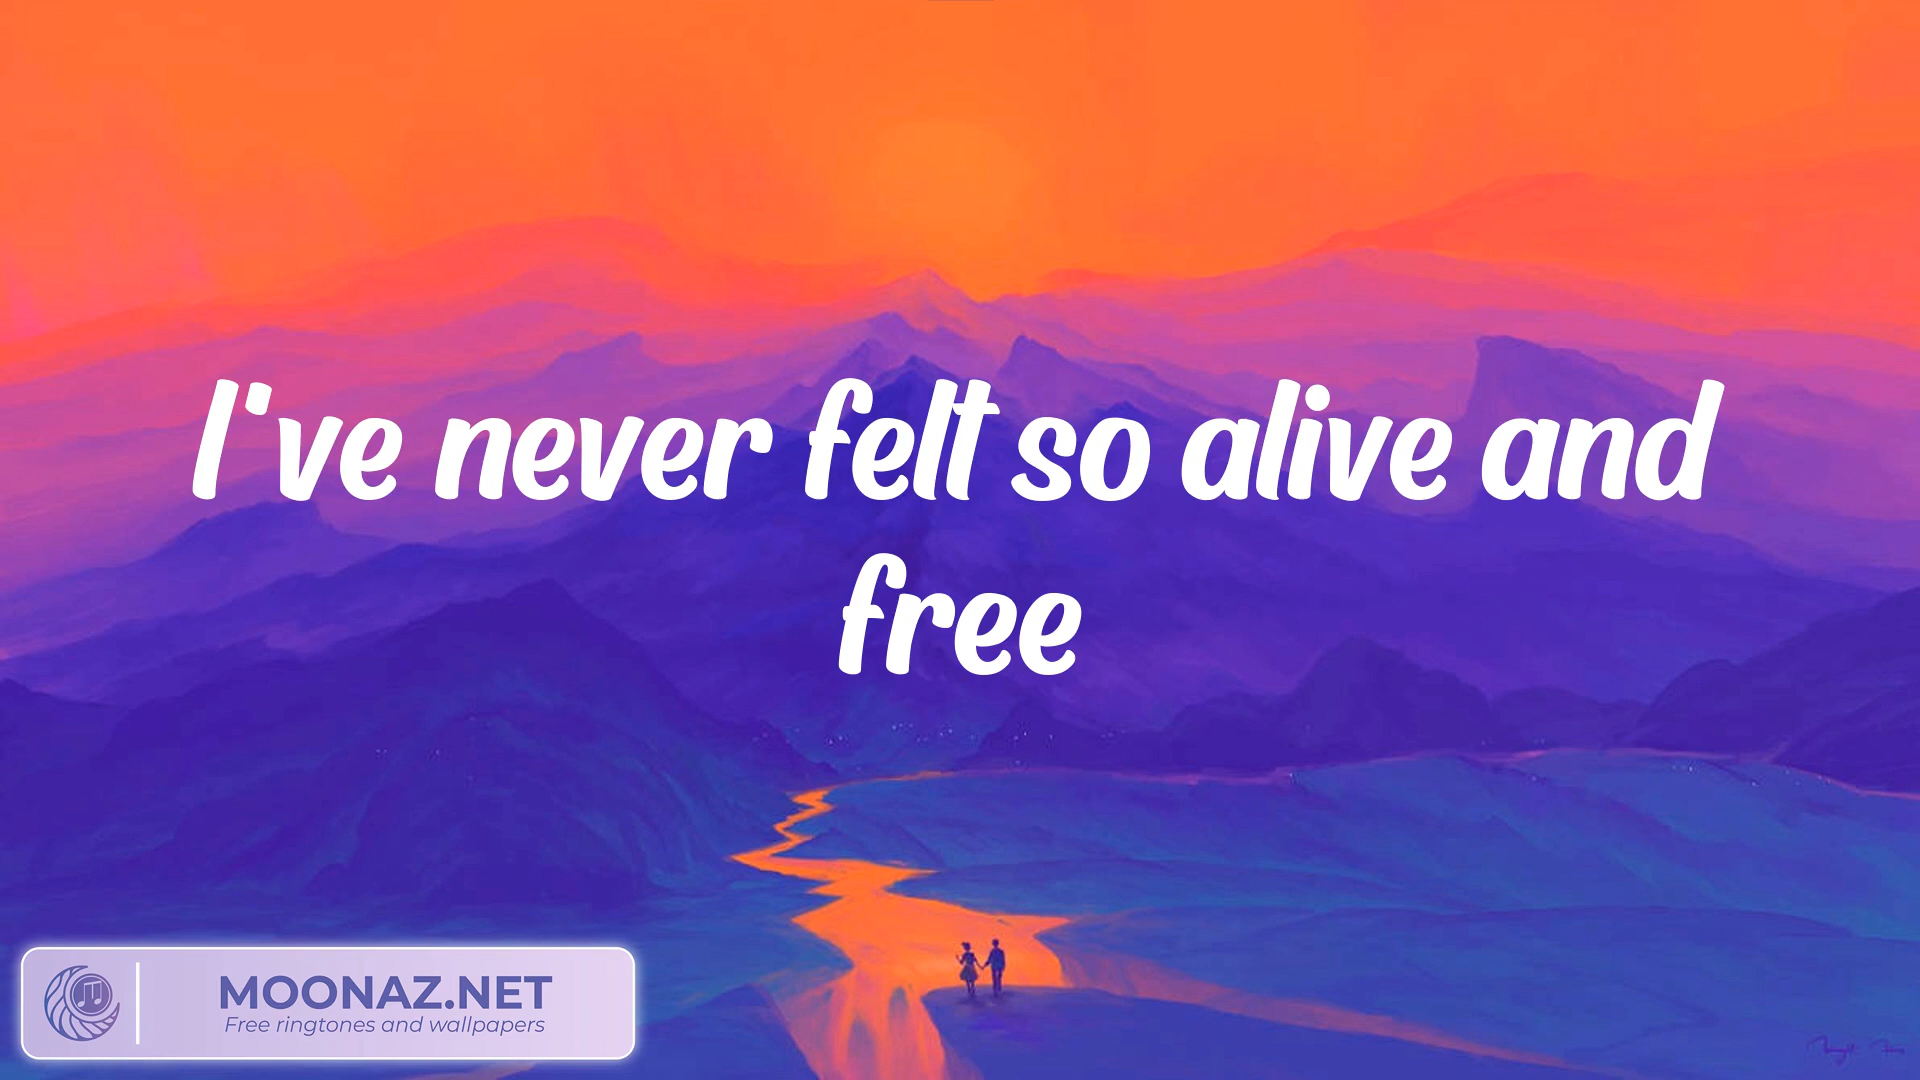 I've never felt so alive and
free
MOONAZ.NET
Free ringtones and wallpapers